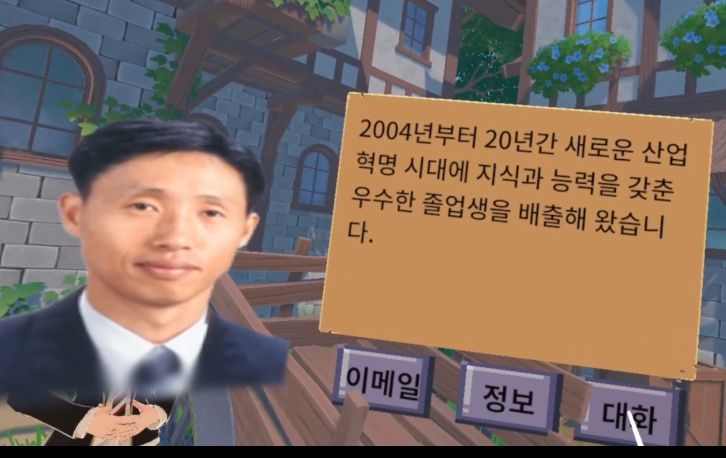 2004년부터 20년간 새로운 산업
혁명 시대에 지식과 능력을 갖춘
우수한 졸업생을 배출해 왔습니
다.
이메일
정보
대화